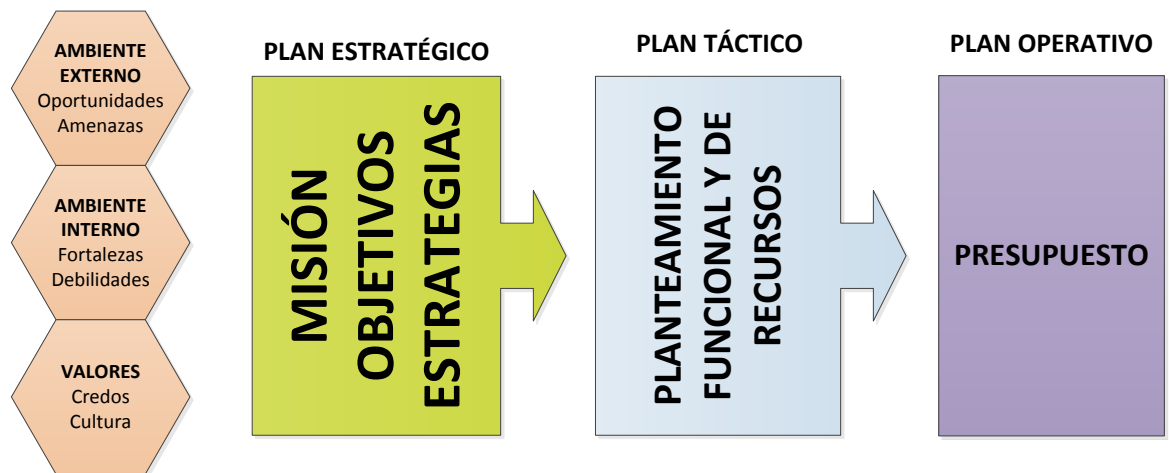 AMBIENTE
EXTERNO
Oportunidades
Amenazas
AMBIENTE
INTERNO
Fortalezas
Debilidades
VALORES
Credos
Cultura
PLAN ESTRATÉGICO
MISIÓN
OBJETIVOS
ESTRATEGIAS
PLAN TÁCTICO
PLANTEAMIENTO
FUNCIONAL Y DE
RECURSOS
PLAN OPERATIVO
PRESUPUESTO